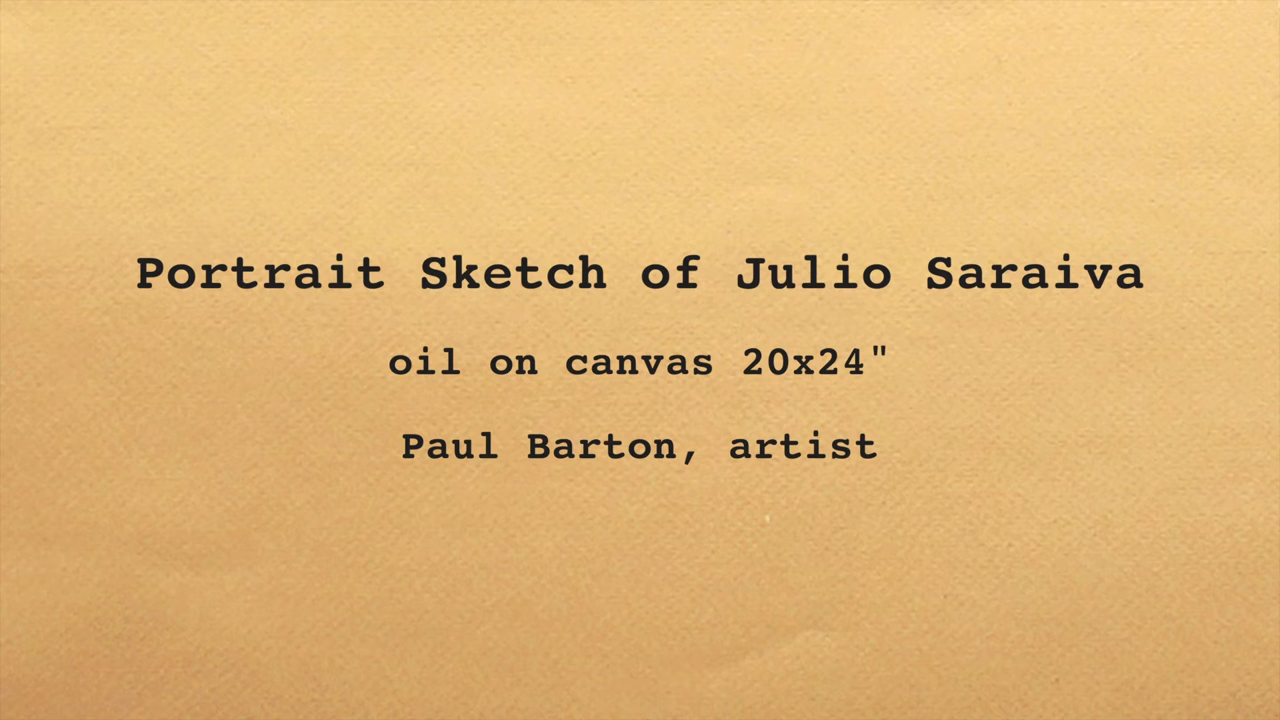 Portrait Sketch of Julio Saraiva
oil on canvas 20x24"
Paul Barton, artist